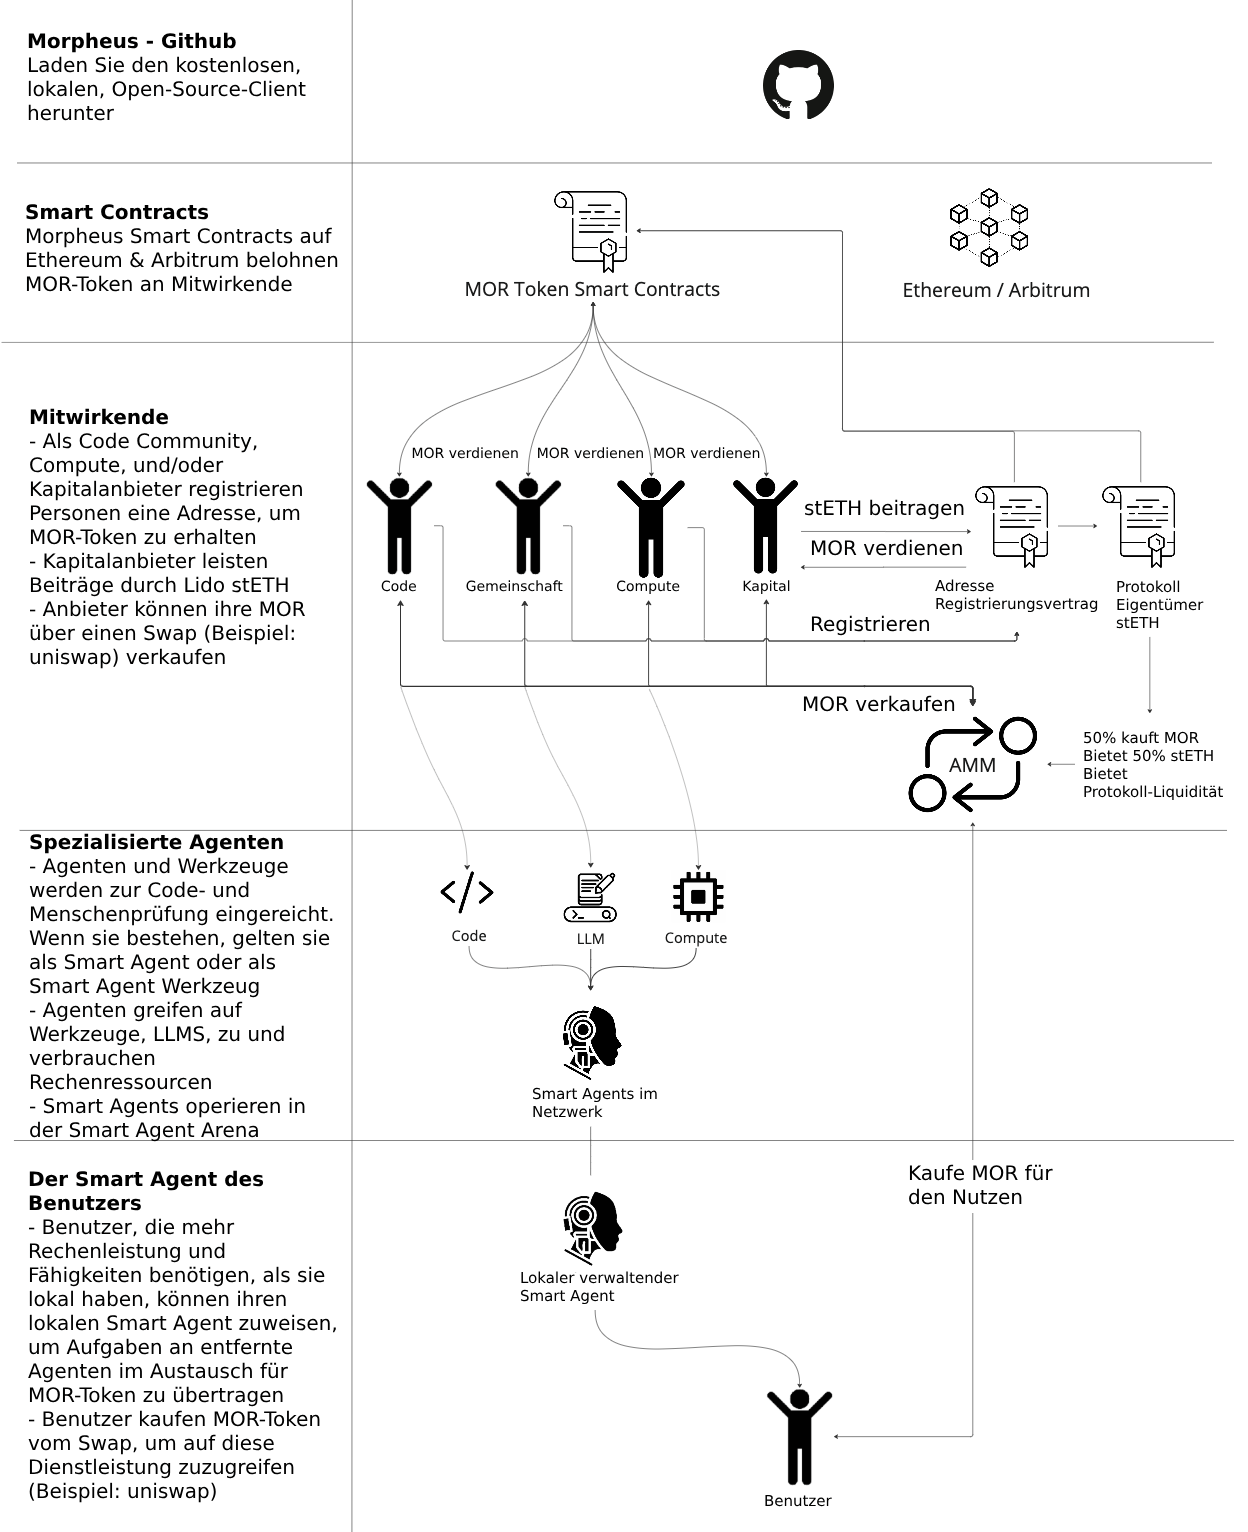 Morpheus - Github
Laden Sie den kostenlosen,
lokalen, Open-Source-Client
herunter
Smart Contracts
Morpheus Smart Contracts auf
Ethereum & Arbitrum belohnen
MOR-Token an Mitwirkende
MOR Token Smart Contracts
Ethereum / Arbitrum
Mitwirkende
- Als Code Community,
Compute, und/oder
Kapitalanbieter registrieren
Personen eine Adresse, um
MOR-Token zu erhalten
- Kapitalanbieter leisten
Beiträge durch Lido stETH
- Anbieter können ihre MOR
über einen Swap (Beispiel:
uniswap) verkaufen
MOR verdienen
MOR verdienen
MOR verdienen
stETH beitragen
MOR verdienen
Code
Gemeinschaft
Compute
Kapital
Adresse
Registrierungsvertrag
Protokoll
Eigentümer
stETH
Registrieren
MOR verkaufen
AMM
50% kauft MOR
Bietet 50% stETH
Bietet
Protokoll-Liquidität
Spezialisierte Agenten
- Agenten und Werkzeuge
werden zur Code- und
Menschenprüfung eingereicht.
Wenn sie bestehen, gelten sie
als Smart Agent oder als
Smart Agent Werkzeug
- Agenten greifen auf
Werkzeuge, LLMS, zu und
verbrauchen
Rechenressourcen
- Smart Agents operieren in
der Smart Agent Arena
Code
LLM
Compute
Smart Agents im
Netzwerk
Der Smart Agent des
Benutzers
- Benutzer, die mehr
Rechenleistung und
Fähigkeiten benötigen, als sie
lokal haben, können ihren
lokalen Smart Agent zuweisen,
um Aufgaben an entfernte
Agenten im Austausch für
MOR-Token zu übertragen
- Benutzer kaufen MOR-Token
vom Swap, um auf diese
Dienstleistung zuzugreifen
(Beispiel: uniswap)
Kaufe MOR für
den Nutzen
Lokaler verwaltender
Smart Agent
Benutzer